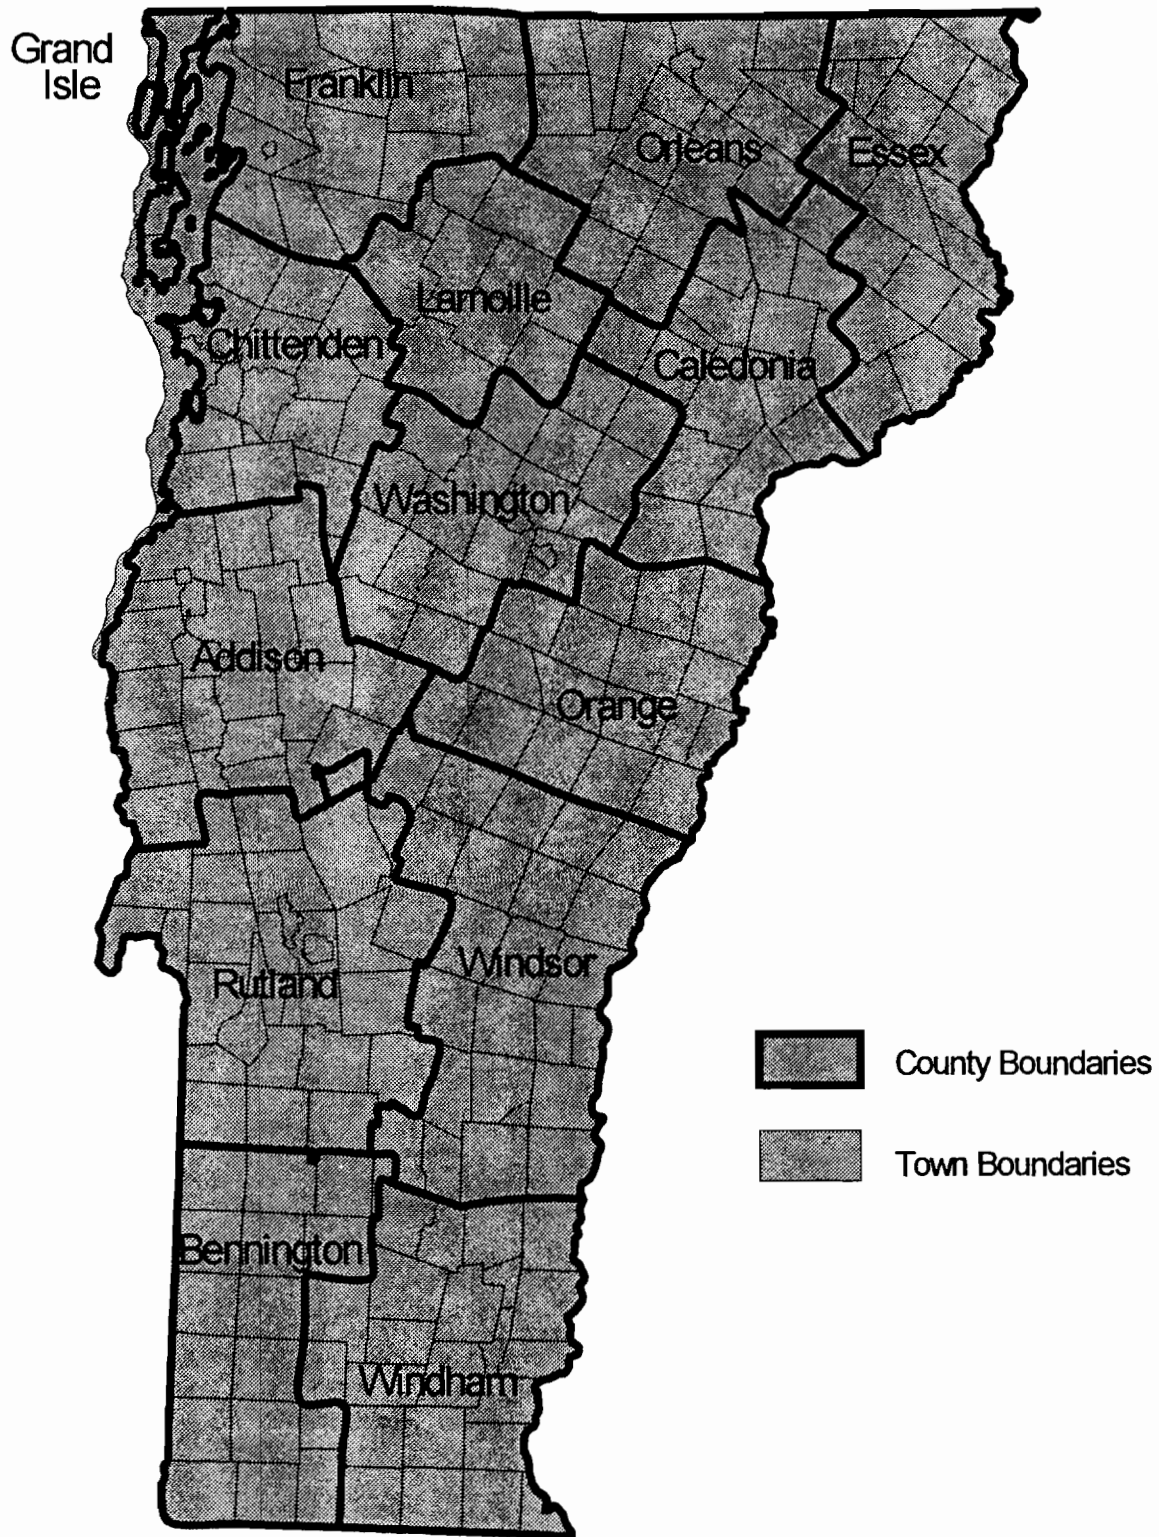 Grand
Isle
Franklin
Orleans
Essex
Lamoille
Chittenden
Caledonia
Washington
Addison
Orange
Windsor
Rutland
County Boundaries
Town Boundaries
Bennington
Windham